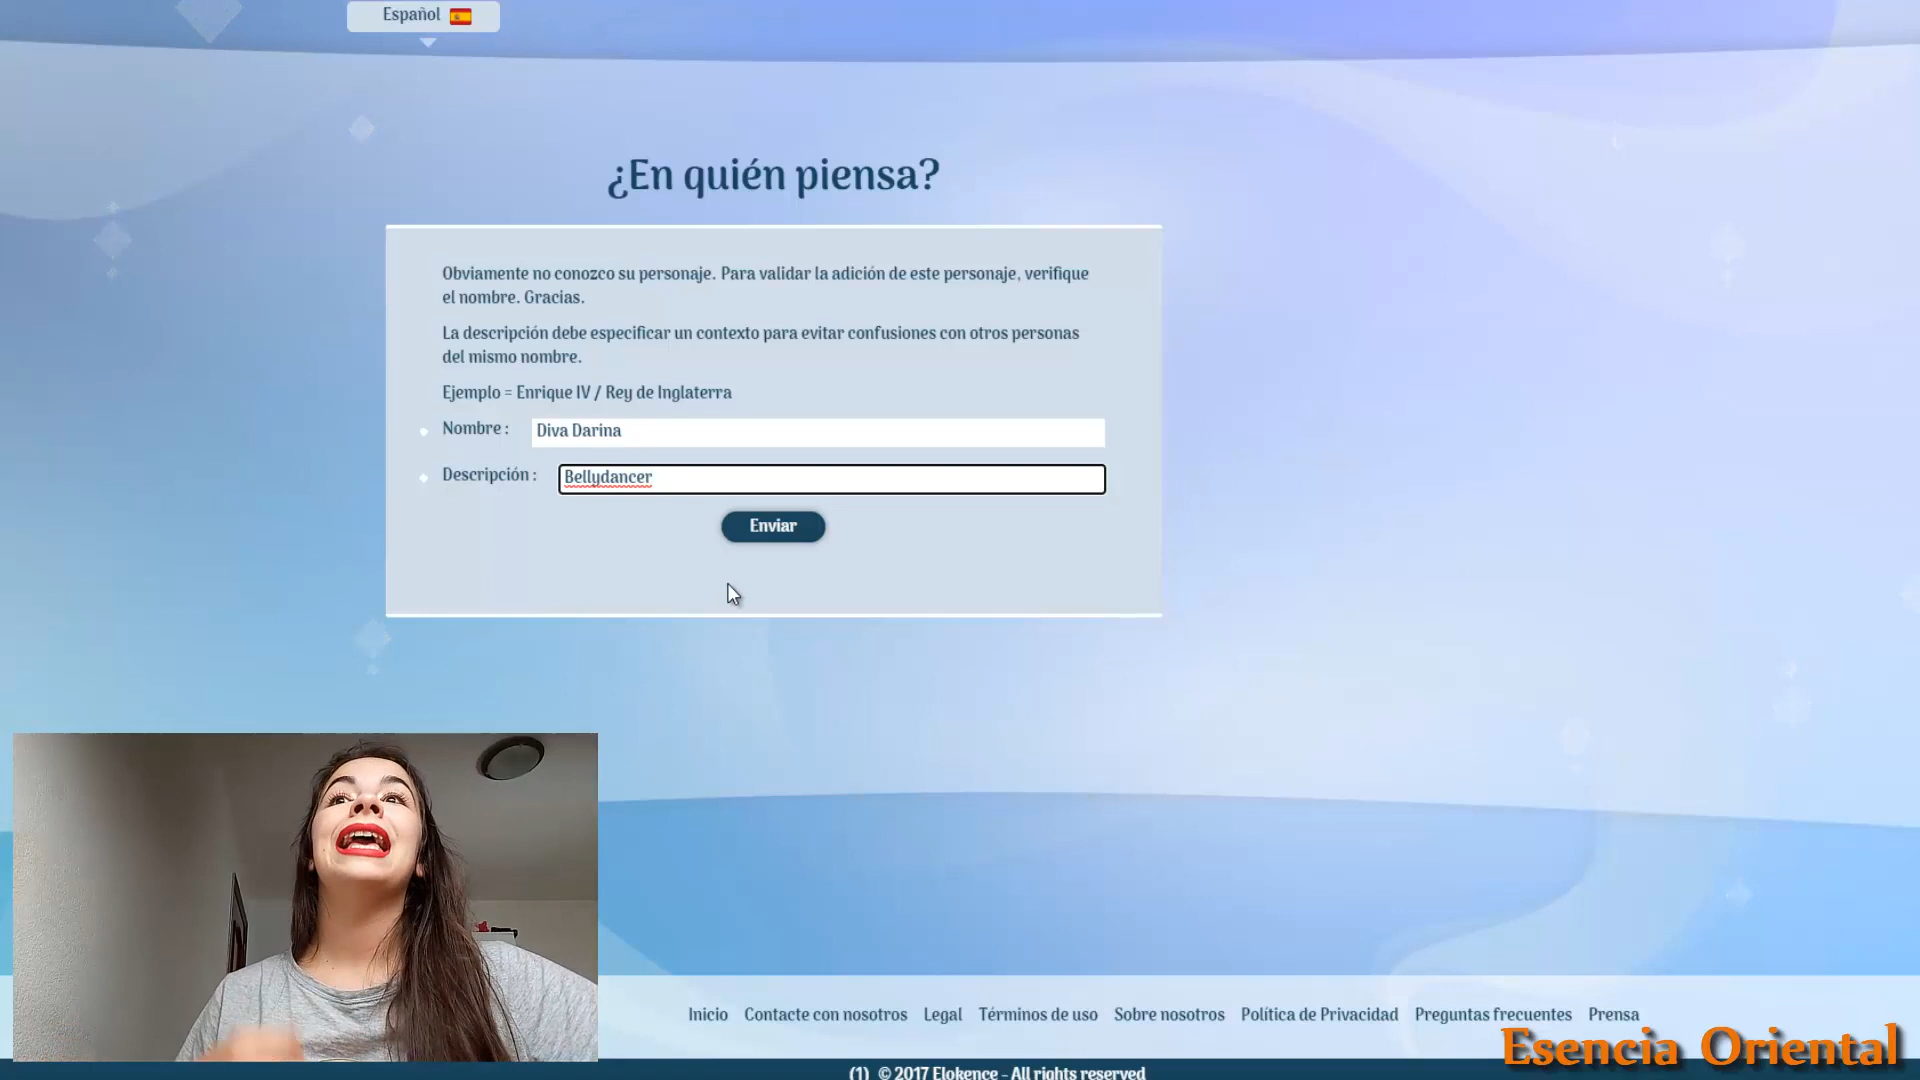 Español
¿En quién piensa?
Obviamente no conozco su personaje. Para validar la adición de este personaje, verifique
el nombre. Gracias.
La descripción debe especificar un contexto para evitar confusiones con otros personas
del mismo nombre.
Ejemplo = Enrique IV / Rey de Inglaterra
Nombre : Diva Darina
Descripción : Bellydancer
Enviar
Inicio Contacte con nosotros Legal Términos de uso Sobre nosotros Política de Privacidad Preguntas frecuentes Prensa
Esencia Oriental
(1) © 2017 Elokence - All rights reserved